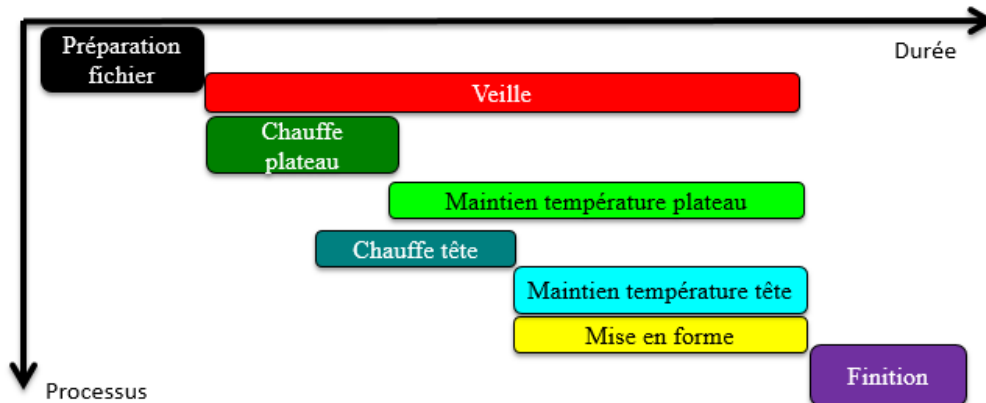 Préparation
fichier
Durée
Veille
Chauffe
plateau
Maintien température plateau
Chauffe tête
Maintien température tête
Mise en forme
Finition
Processus